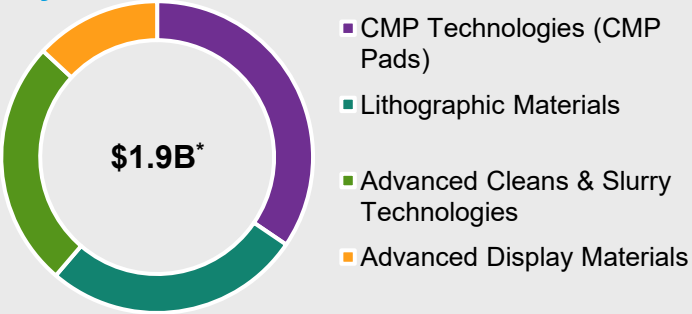 $1.9B*
CMP Technologies (CMP
Pads)
Lithographic Materials
Advanced Cleans & Slurry
Technologies
Advanced Display Materials